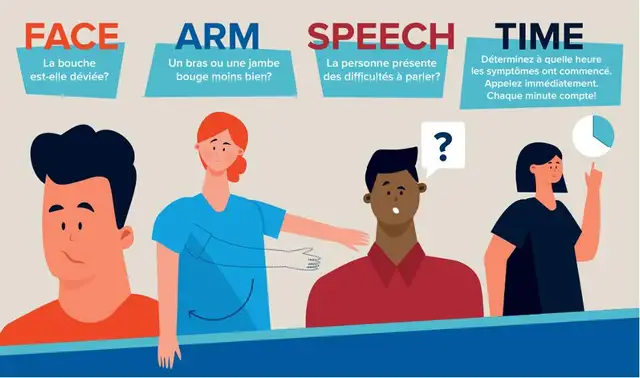 FACE
La bouche
est-elle déviée?
ARM
Un bras ou une jambe
bouge moins bien?
SPEECH
La personne présente
des difficultés à parler?
TIME
Déterminez à quelle heure
les symptômes ont commencé.
Appelez immédiatement.
Chaque minute compte!
?